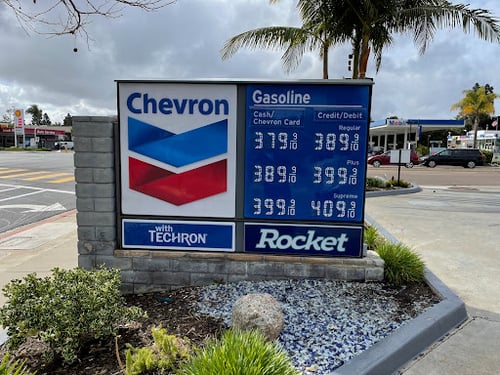 Chevron
with
TECHRON
Gasoline
Cash/
Chevron Card
Credit/Debit
Regular
379 9/10 389 9/10
Plus
389 9/10 399 9/10
Supreme
399 9/10 409 9/10
Rocket